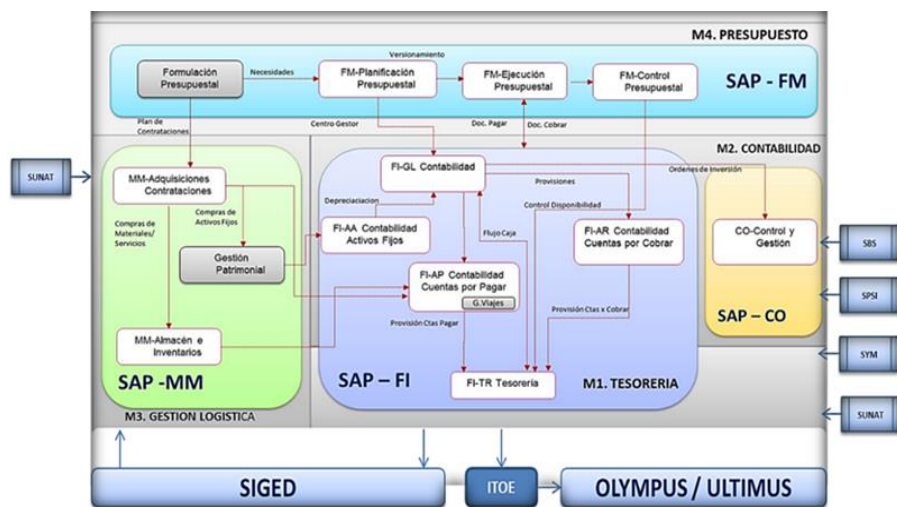 M4. PRESUPUESTO
Versionamiento
Formulación
Presupuestal
Necesidades
FM-Planificación
Presupuestal
FM-Ejecución
Presupuestal
FM-Control
Presupuestal
SAP - FM
Plan de
Contrataciones
Centro Gestor
Doc. Pagar
Doc. Cobrar
M2. CONTABILIDAD
SUNAT
MM-Adquisiciones
Contrataciones
FI-GL Contabilidad
Provisiones
Ordenes de Inversión
Compras de
Materiales/
Servicios
Compras de
Activos Fijos
Depreciaciacion
Control Disponibilidad
FI-AA Contabilidad
Activos Fijos
Flujo Caja
FI-AR Contabilidad
Cuentas por Cobrar
CO-Control y
Gestión
SBS
Gestión
Patrimonial
FI-AP Contabilidad
Cuentas por Pagar
G.Viajes
SPSI
Provisión Ctas Pagar
Provisión Ctas x Cobrar
SAP – CO
MM-Almacén e
Inventarios
SYM
SAP -MM
SAP – FI
FI-TR Tesorería
M1. TESORERIA
M3. GESTION LOGISTICA
SUNAT
SIGED
ITOE
OLYMPUS / ULTIMUS